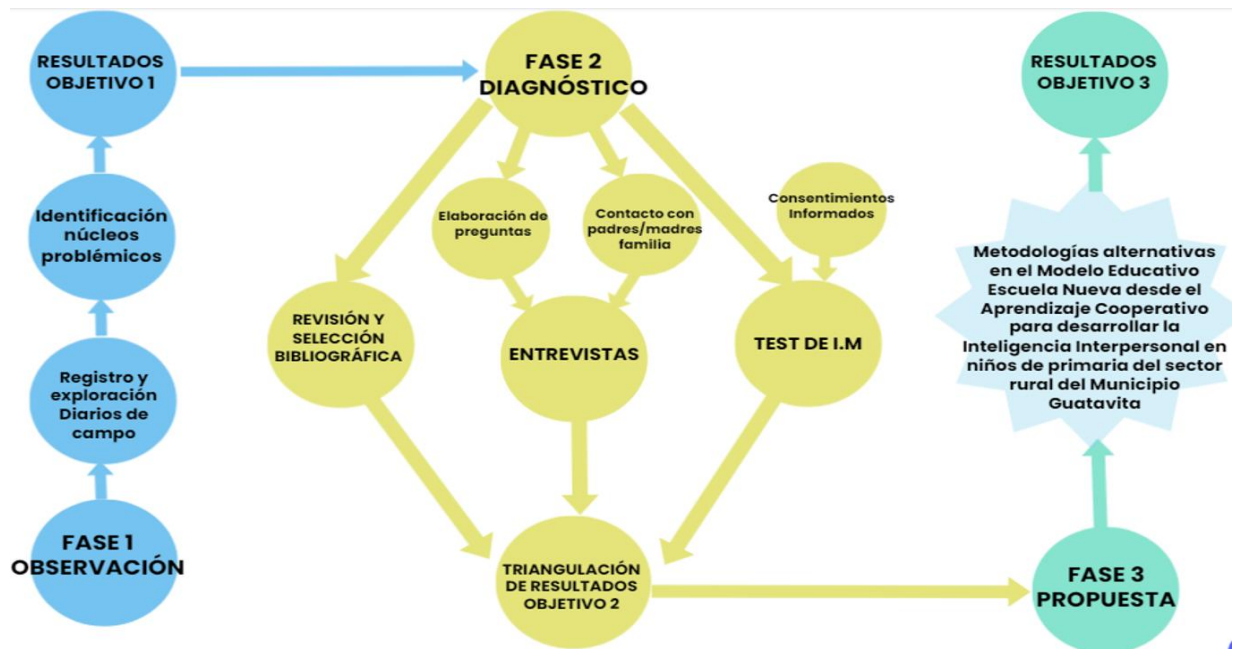 RESULTADOS
OBJETIVO 1
Identificación
núcleos
problémicos
Registro y
exploración
Diarios de
campo
FASE 1
OBSERVACIÓN
FASE 2
DIAGNÓSTICO
Elaboración de
preguntas
Contacto con
padres/madres
familia
Consentimientos
Informados
REVISIÓN Y
SELECCIÓN
BIBLIOGRÁFICA
ENTREVISTAS
TEST DE I.M
TRIANGULACIÓN
DE RESULTADOS
OBJETIVO 2
RESULTADOS
OBJETIVO 3
Metodologías alternativas
en el Modelo Educativo
Escuela Nueva desde el
Aprendizaje Cooperativo
para desarrollar la
Inteligencia Interpersonal en
niños de primaria del sector
rural del Municipio
Guatavita
FASE 3
PROPUESTA